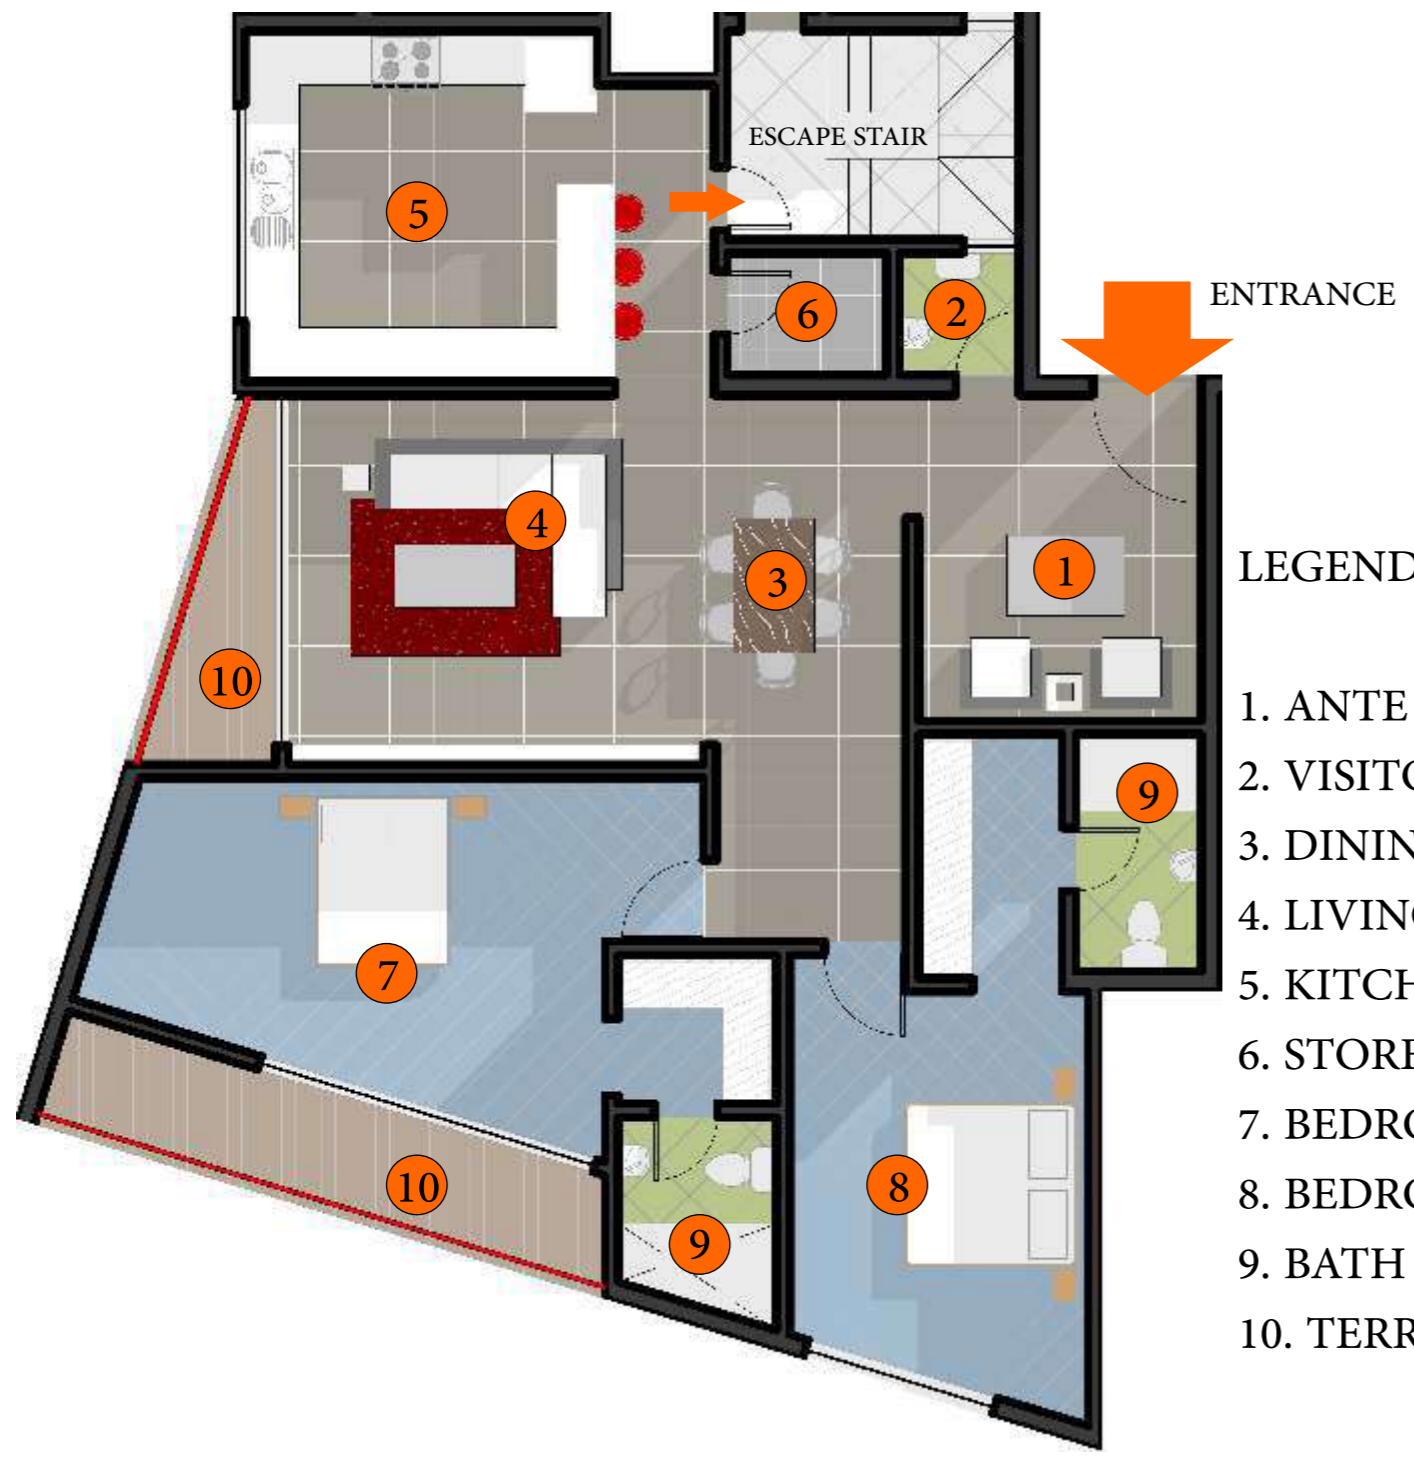 ESCAPE STAIR
5
6
2
ENTRANCE
4
3
1
10
9
7
10
8
9
LEGEND
1. ANTE
2. VISITO
3. DININ
4. LIVING
5. KITCH
6. STORE
7. BEDRO
8. BEDRO
9. BATH
10. TERR